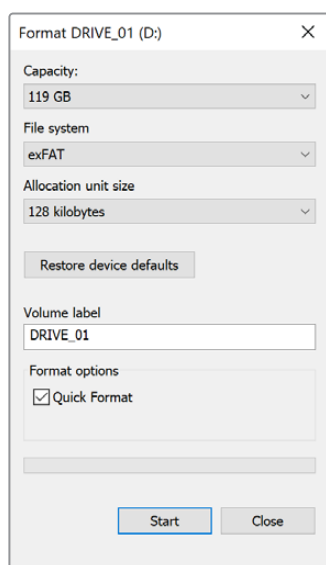 Format DRIVE_01 (D:)
Capacity:
119 GB
File system
exFAT
Allocation unit size
128 kilobytes
Restore device defaults
Volume label
DRIVE_01
Format options
Quick Format
Start Close